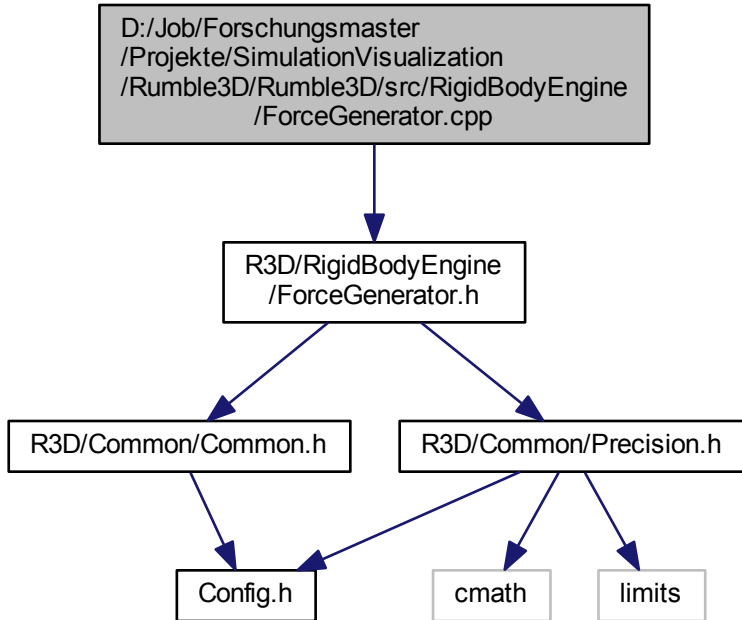 D:/Job/Forschungsmaster
/Projekte/SimulationVisualization
/Rumble3D/Rumble3D/src/RigidBodyEngine
/ForceGenerator.cpp
R3D/RigidBodyEngine
/ForceGenerator.h
R3D/Common/Common.h
R3D/Common/Precision.h
Config.h
cmath
limits